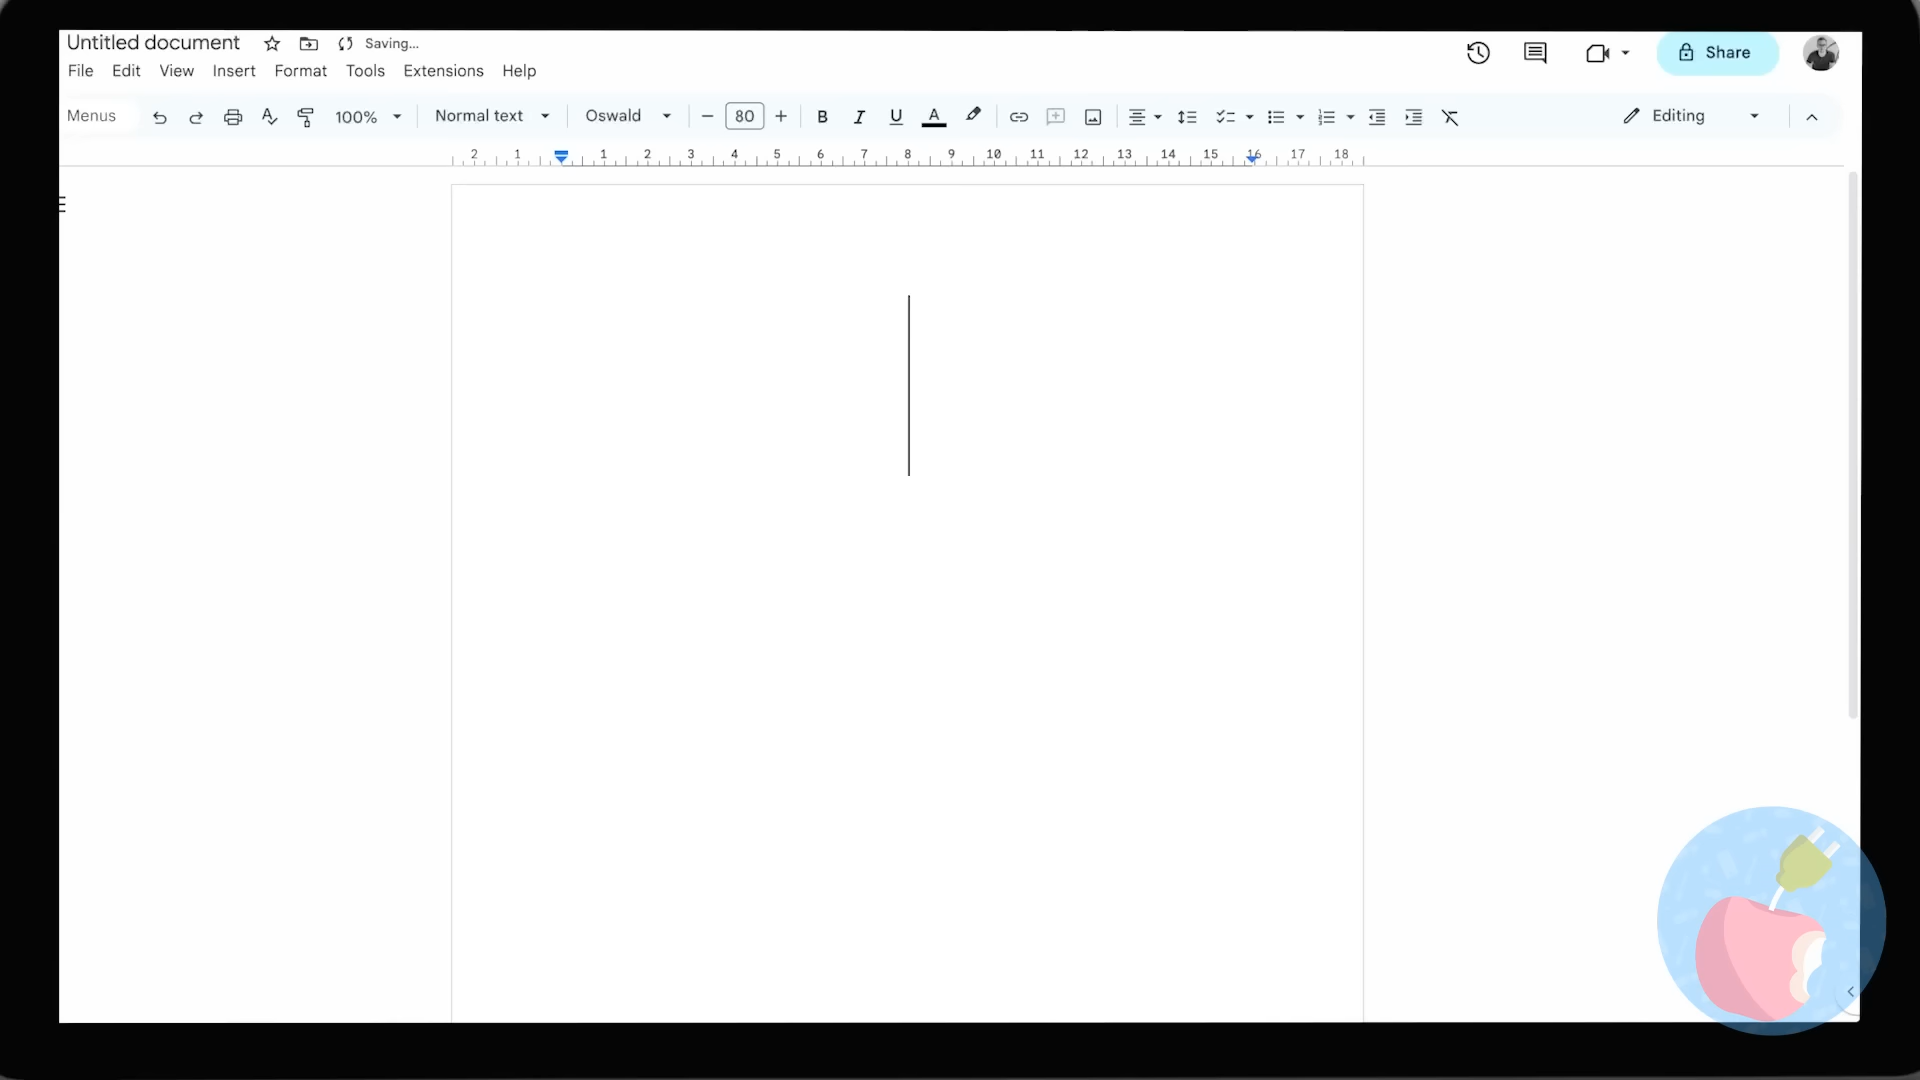 Untitled document Saving...
File Edit View Insert Format Tools Extensions Help
Share
Menus 100% Normal text Oswald 80 B I U A Editing
2 1 1 2 3 4 5 6 7 8 9 10 11 12 13 14 15 16 17 18